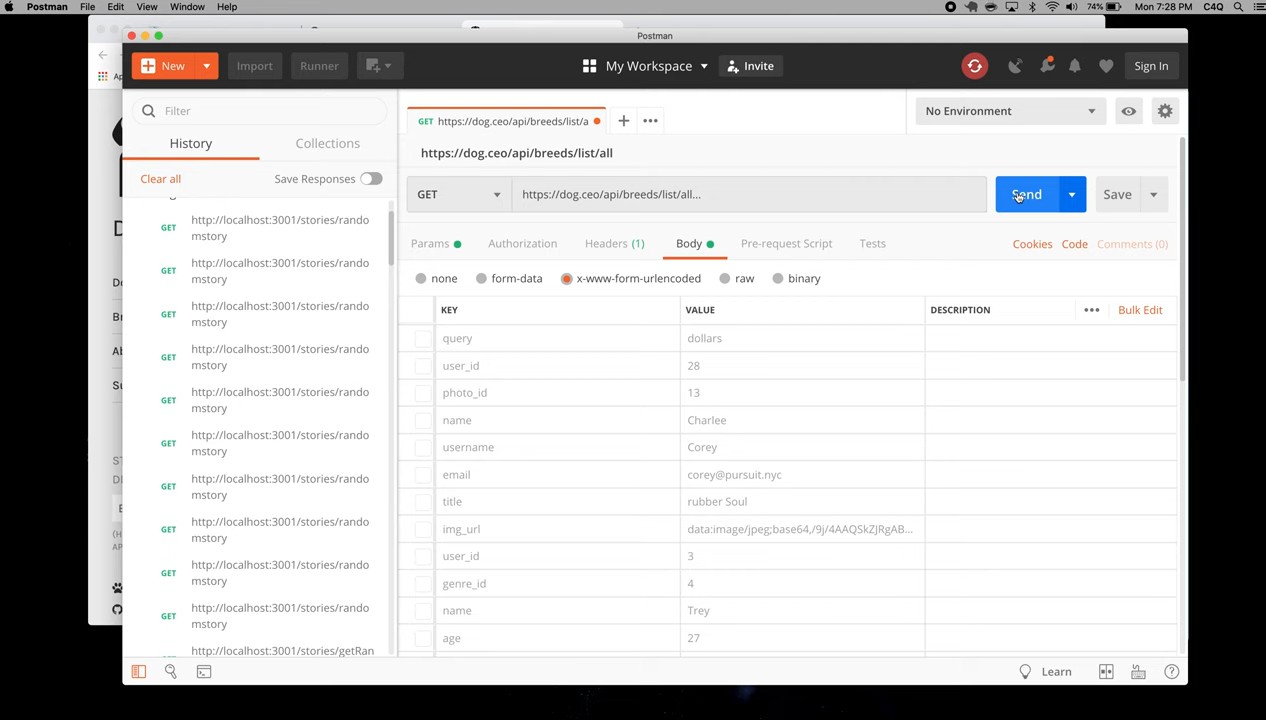 Postman File Edit View Window Help 74% Mon 7:28 PM C4Q
Postman
New Import Runner My Workspace Invite Sign In
Filter
History Collections
Clear all Save Responses
GET http://localhost:3001/stories/rando
mstory
GET http://localhost:3001/stories/rando
mstory
GET http://localhost:3001/stories/rando
mstory
GET http://localhost:3001/stories/rando
mstory
GET http://localhost:3001/stories/rando
mstory
GET http://localhost:3001/stories/rando
mstory
GET http://localhost:3001/stories/rando
mstory
GET http://localhost:3001/stories/rando
mstory
GET http://localhost:3001/stories/rando
mstory
GET http://localhost:3001/stories/rando
mstory
http://localhost:3001/stories/getRan
GET https://dog.ceo/api/breeds/list/a
No Environment
https://dog.ceo/api/breeds/list/all
GET https://dog.ceo/api/breeds/list/all... Send Save
Params Authorization Headers (1) Body Pre-request Script Tests Cookies Code Comments (0)
none form-data x-www-form-urlencoded raw binary
KEY VALUE DESCRIPTION Bulk Edit
query dollars
user_id 28
photo_id 13
name Charlee
username Corey
email corey@pursuit.nyc
title rubber Soul
img_url data:image/jpeg;base64,/9j/4AAQSkZJRgAB...
user_id 3
genre_id 4
name Trey
age 27
Learn